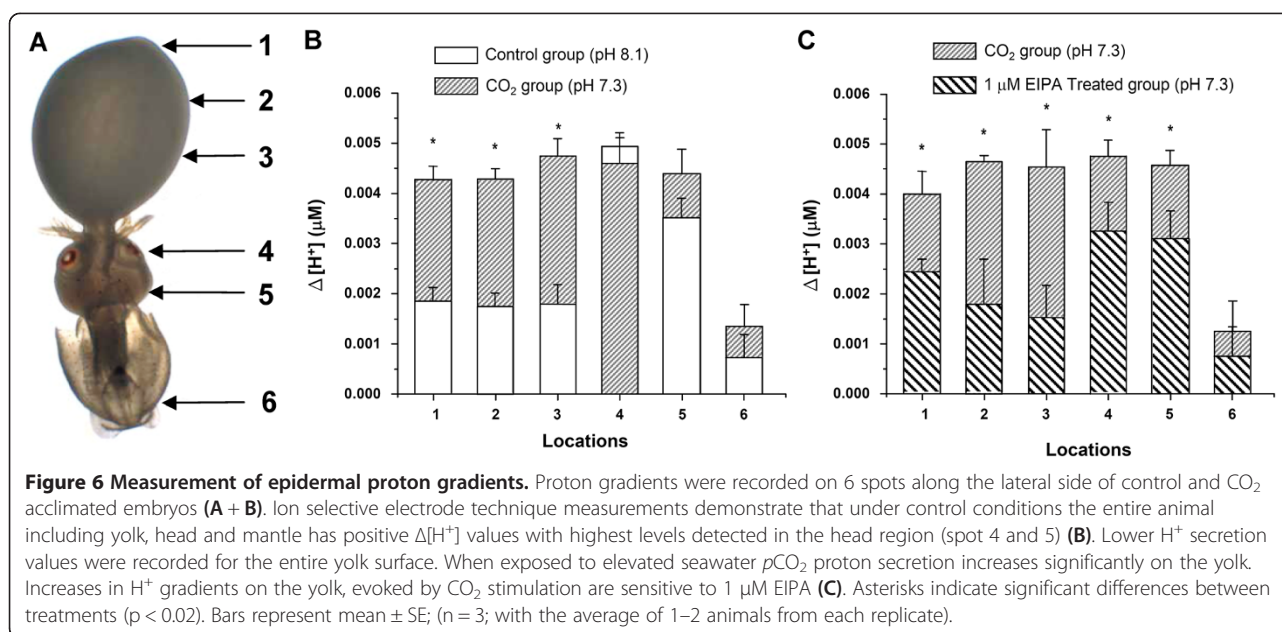 A
1
2
3
4
5
6
B
Control group (pH 8.1)
CO₂ group (pH 7.3)
0.006
0.005
0.004
0.003
0.002
0.001
0.000
Δ [H⁺] (μM)
* * *
1 2 3 4 5 6
Locations
C
CO₂ group (pH 7.3)
1 μM EIPA Treated group (pH 7.3)
0.006
0.005
0.004
0.003
0.002
0.001
0.000
Δ [H⁺] (μM)
* * * * *
1 2 3 4 5 6
Locations
Figure 6 Measurement of epidermal proton gradients. Proton gradients were recorded on 6 spots along the lateral side of control and CO₂
acclimated embryos (A + B). Ion selective electrode technique measurements demonstrate that under control conditions the entire animal
including yolk, head and mantle has positive Δ[H⁺] values with highest levels detected in the head region (spot 4 and 5) (B). Lower H⁺ secretion
values were recorded for the entire yolk surface. When exposed to elevated seawater pCO₂ proton secretion increases significantly on the yolk.
Increases in H⁺ gradients on the yolk, evoked by CO₂ stimulation are sensitive to 1 μM EIPA (C). Asterisks indicate significant differences between
treatments (p < 0.02). Bars represent mean ± SE; (n = 3; with the average of 1–2 animals from each replicate).